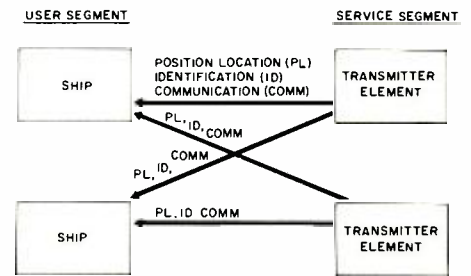 USER SEGMENT
SERVICE SEGMENT
POSITION LOCATION (PL)
IDENTIFICATION (ID)
COMMUNICATION (COMM)
SHIP
TRANSMITTER
ELEMENT
PL, ID, COMM
PL, ID, COMM
PL, ID COMM
SHIP
TRANSMITTER
ELEMENT